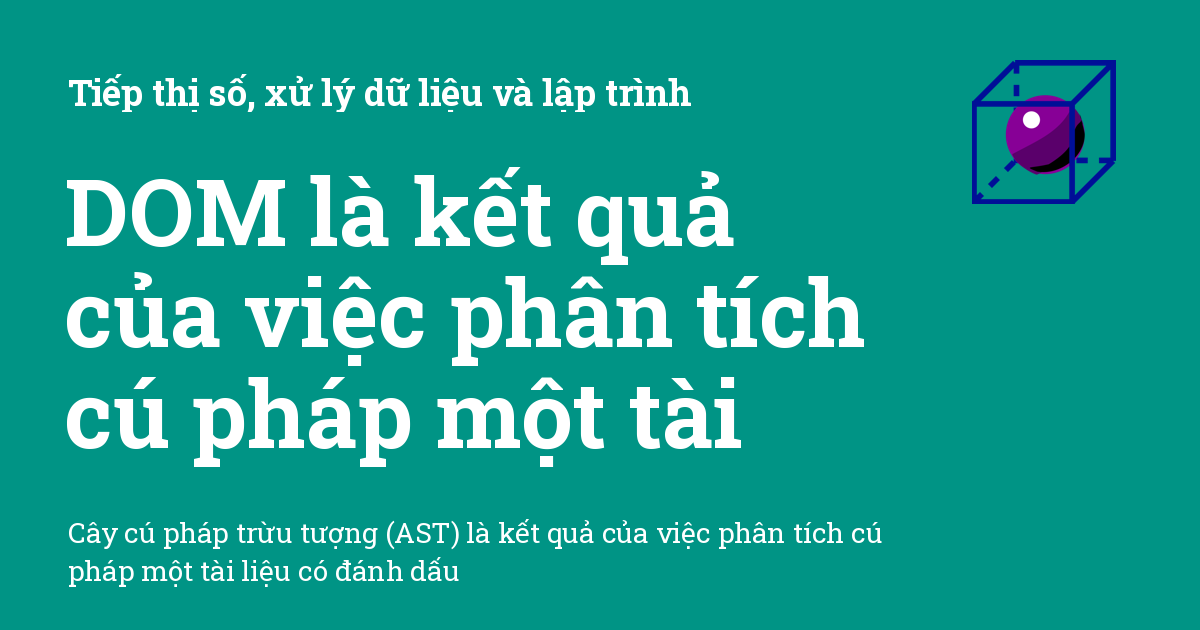 Tiếp thị số, xử lý dữ liệu và lập trình
DOM là kết quả
của việc phân tích
cú pháp một tài
Cây cú pháp trừu tượng (AST) là kết quả của việc phân tích cú
pháp một tài liệu có đánh dấu